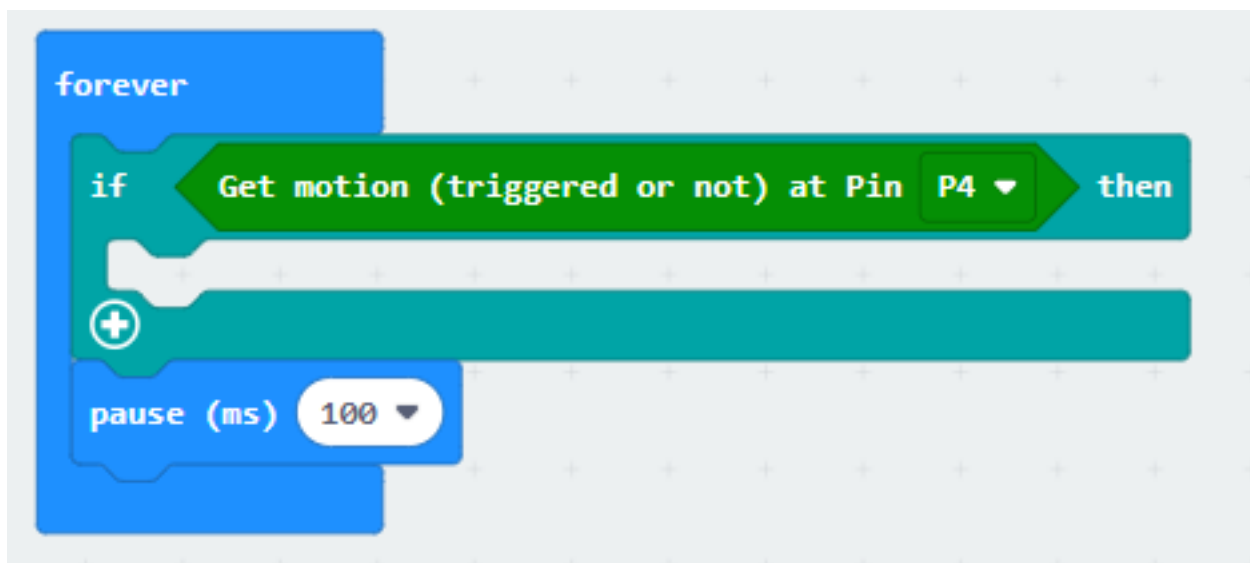 forever
if Get motion (triggered or not) at Pin P4 then
pause (ms) 100